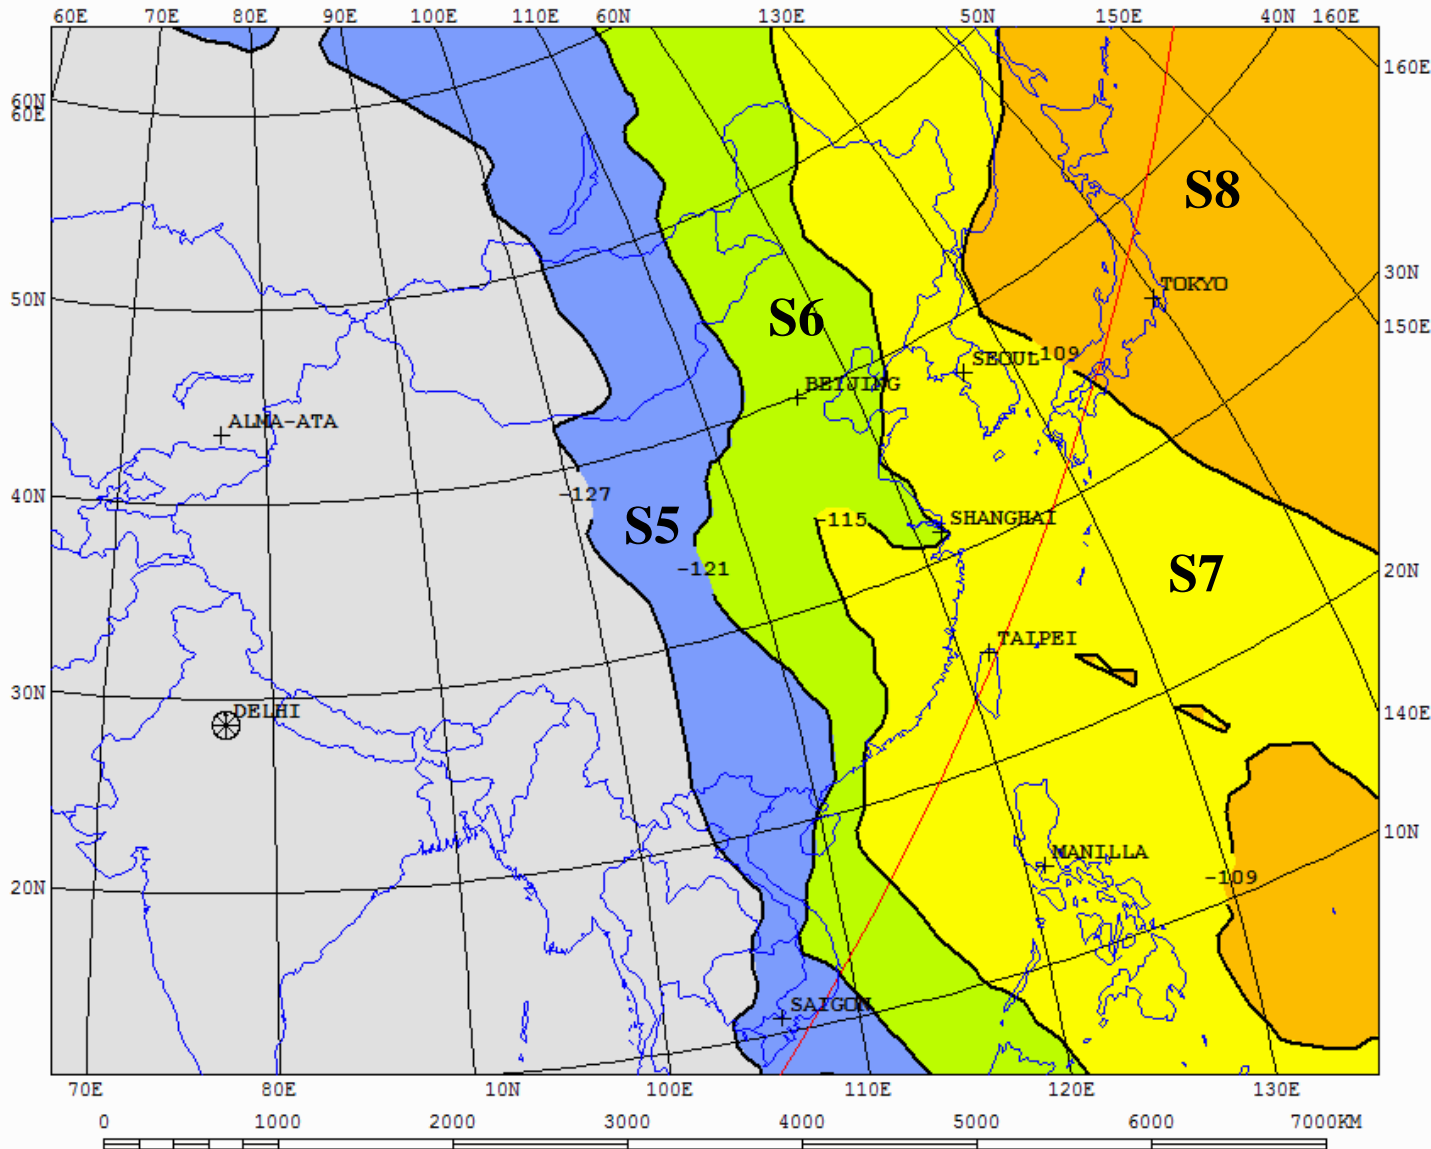 60E 70E 80E 90E 100E 110E 60N 130E 50N 150E 40N 160E
160E
60N
60E
S8
30N
TOKYO
50N
S6
150E
SEOUL
-109
BEIJING
ALMA-ATA
40N
-127
S5
-115
SHANGHAI
-121
S7
20N
TAIPEI
30N
DELHI
140E
10N
MANILLA
-109
20N
SAIGON
70E 80E 10N 100E 110E 120E 130E
0 1000 2000 3000 4000 5000 6000 7000KM